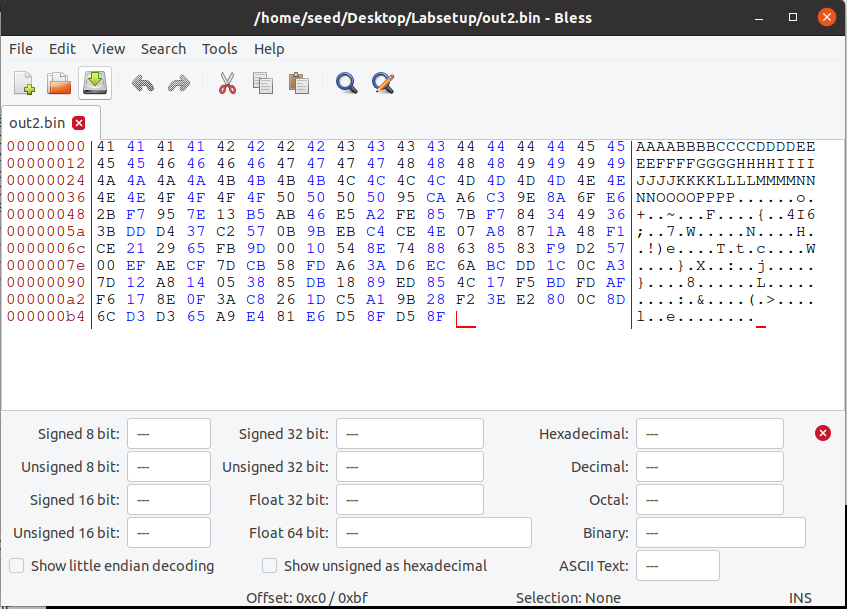 /home/seed/Desktop/Labsetup/out2.bin - Bless
File Edit View Search Tools Help
out2.bin
00000000 41 41 41 41 42 42 42 42 43 43 43 43 44 44 44 44 45 45 AAAABBBBCCCCDDDDEE
00000012 45 45 46 46 46 46 47 47 47 47 48 48 48 48 49 49 49 49 EEFFFFGGGGHHHHIIII
00000024 4A 4A 4A 4A 4B 4B 4B 4B 4C 4C 4C 4C 4D 4D 4D 4D 4E 4E JJJJKKKKLLLLMMMMNN
00000036 4E 4E 4F 4F 4F 4F 50 50 50 50 95 CA A6 C3 9E 8A 6F E6 NNOOOOPPPP......o.
00000048 2B F7 95 7E 13 B5 AB 46 E5 A2 FE 85 7B F7 84 34 49 36 +..~...F....{..4I6
0000005a 3B DD D4 37 C2 57 0B 9B EB C4 CE 4E 07 A8 87 1A 48 F1 ;..7.W.....N....H.
0000006c CE 21 29 65 FB 9D 00 10 54 8E 74 88 63 85 83 F9 D2 57 .!)e....T.t.c....W
0000007e 00 EF AE CF 7D CB 58 FD A6 3A D6 EC 6A BC DD 1C 0C A3 ....}.X..:..j.....
00000090 7D 12 A8 14 05 38 85 DB 18 89 ED 85 4C 17 F5 BD FD AF }....8......L.....
000000a2 F6 17 8E 0F 3A C8 26 1D C5 A1 9B 28 F2 3E E2 80 0C 8D ....:.&....(.>....
000000b4 6C D3 D3 65 A9 E4 81 E6 D5 8F D5 8F l..e........
Signed 8 bit: --- Signed 32 bit: --- Hexadecimal: ---
Unsigned 8 bit: --- Unsigned 32 bit: --- Decimal: ---
Signed 16 bit: --- Float 32 bit: --- Octal: ---
Unsigned 16 bit: --- Float 64 bit: --- Binary: ---
Show little endian decoding Show unsigned as hexadecimal ASCII Text: ---
Offset: 0xc0 / 0xbf Selection: None INS